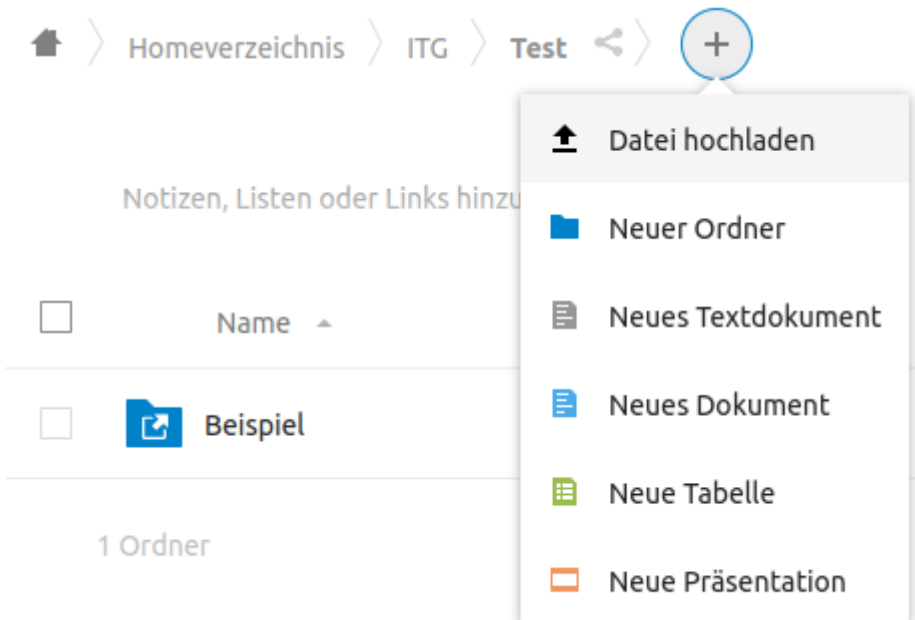 Homeverzeichnis ITG Test
Datei hochladen
Notizen, Listen oder Links hinzu
Neuer Ordner
Neues Textdokument
Name
Neues Dokument
Beispiel
Neue Tabelle
1 Ordner
Neue Präsentation